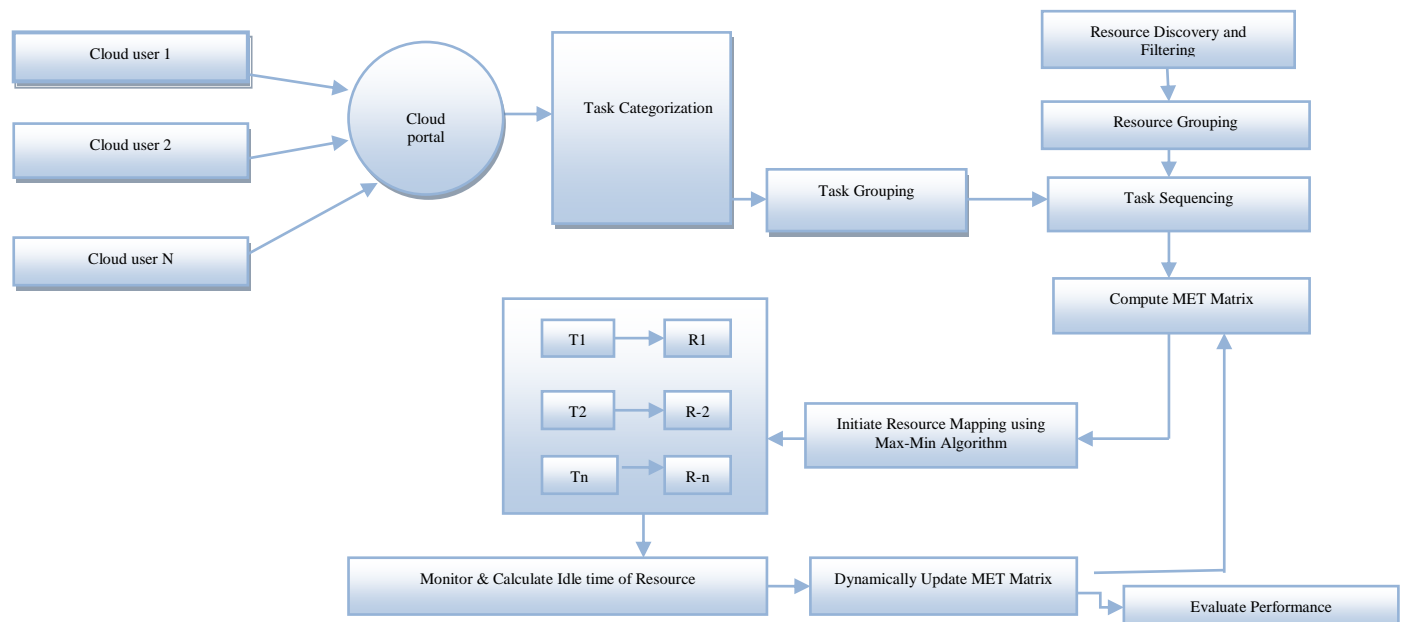 Cloud user 1
Cloud user 2
Cloud user N
Cloud
portal
Task Categorization
Task Grouping
Resource Discovery and
Filtering
Resource Grouping
Task Sequencing
Compute MET Matrix
Initiate Resource Mapping using
Max-Min Algorithm
T1
R1
T2
R-2
Tn
R-n
Monitor & Calculate Idle time of Resource
Dynamically Update MET Matrix
Evaluate Performance